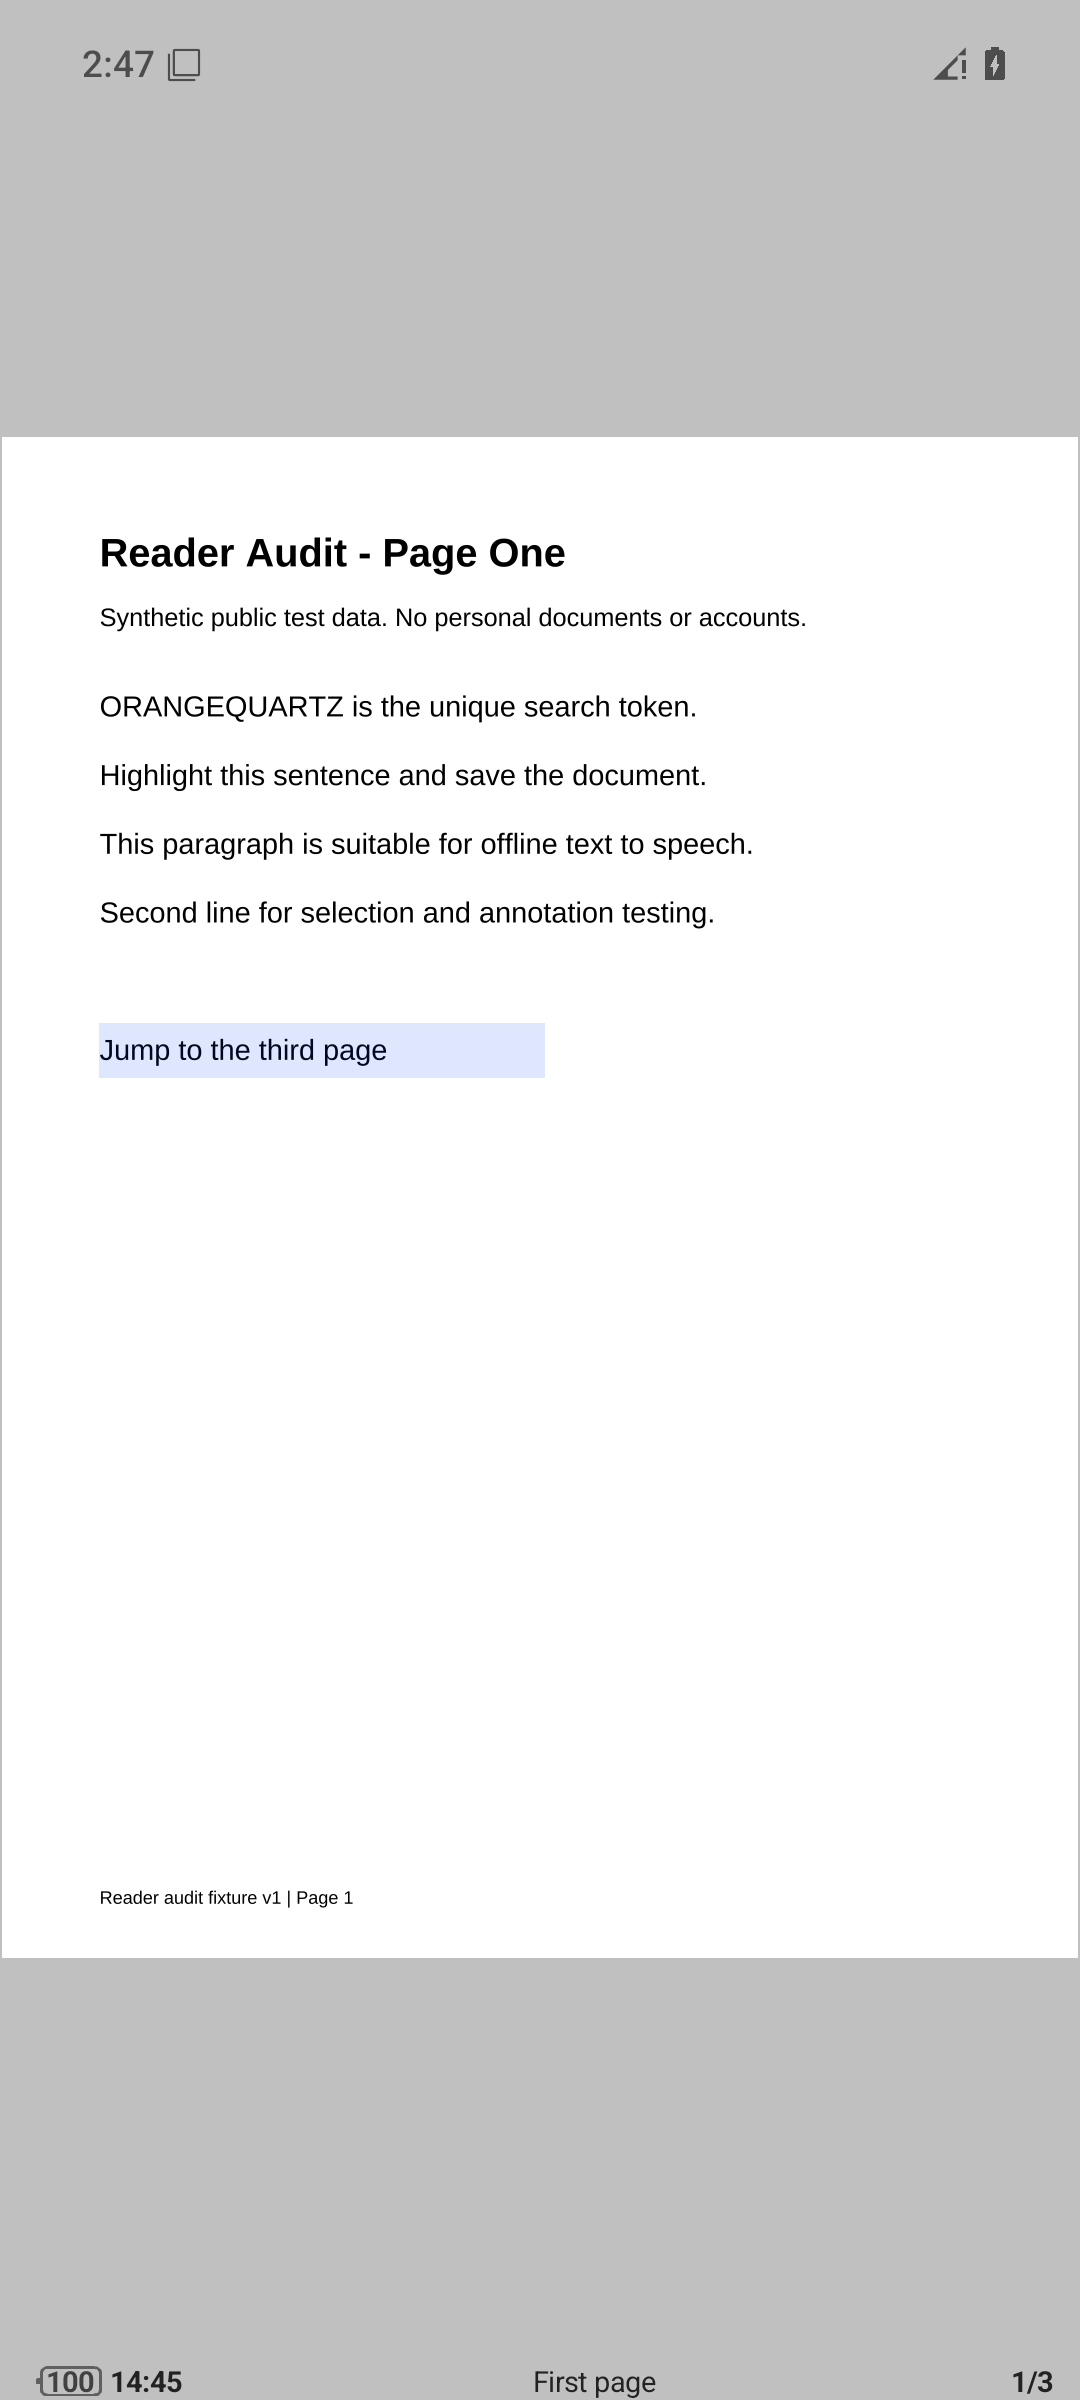 2:47
Reader Audit - Page One
Synthetic public test data. No personal documents or accounts.
ORANGEQUARTZ is the unique search token.
Highlight this sentence and save the document.
This paragraph is suitable for offline text to speech.
Second line for selection and annotation testing.
Jump to the third page
Reader audit fixture v1 | Page 1
100 14:45 First page 1/3